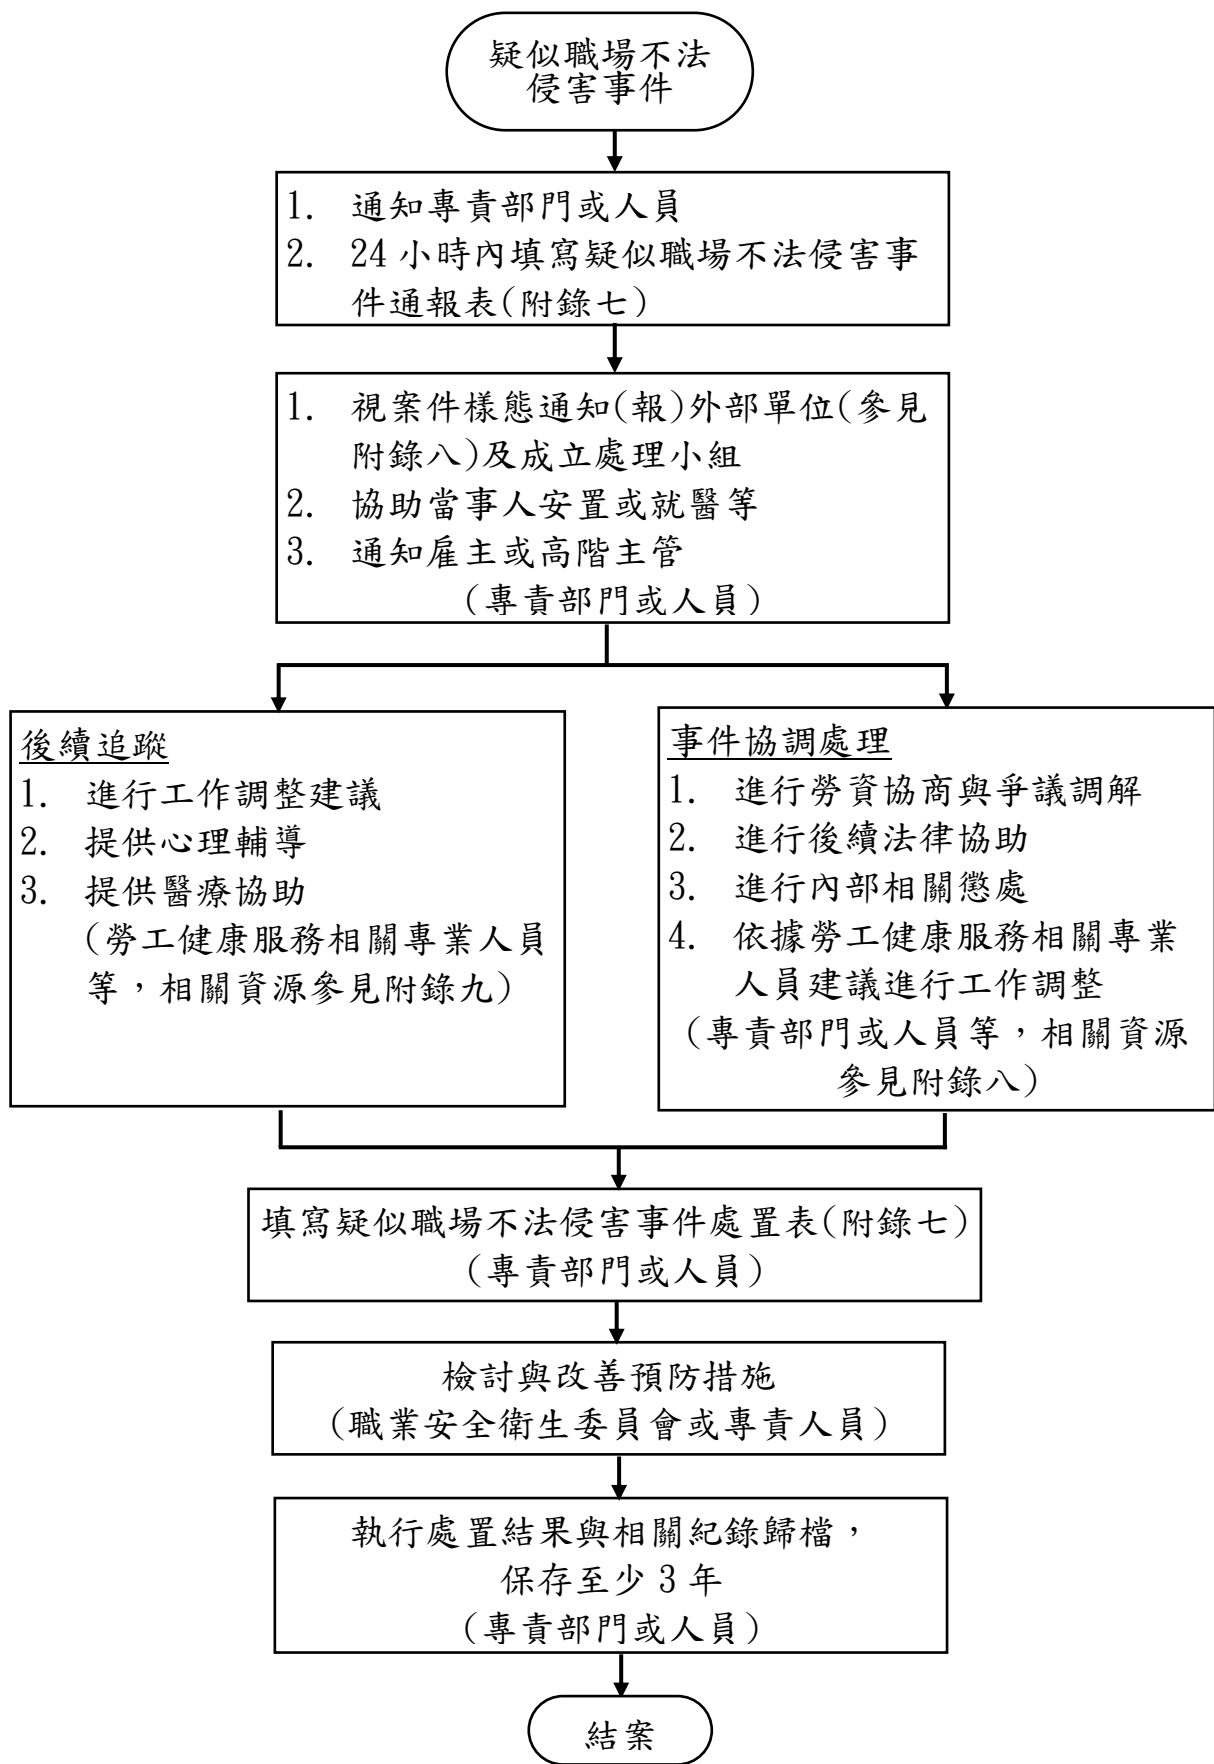 疑似職場不法
侵害事件
1. 通知專責部門或人員
2. 24 小時內填寫疑似職場不法侵害事
件通報表(附錄七)
1. 視案件樣態通知(報)外部單位(參見
附錄八)及成立處理小組
2. 協助當事人安置或就醫等
3. 通知雇主或高階主管
(專責部門或人員)
後續追蹤
1. 進行工作調整建議
2. 提供心理輔導
3. 提供醫療協助
(勞工健康服務相關專業人員
等，相關資源參見附錄九)
事件協調處理
1. 進行勞資協商與爭議調解
2. 進行後續法律協助
3. 進行內部相關懲處
4. 依據勞工健康服務相關專業
人員建議進行工作調整
(專責部門或人員等，相關資源
參見附錄八)
填寫疑似職場不法侵害事件處置表(附錄七)
(專責部門或人員)
檢討與改善預防措施
(職業安全衛生委員會或專責人員)
執行處置結果與相關紀錄歸檔，
保存至少 3 年
(專責部門或人員)
結案